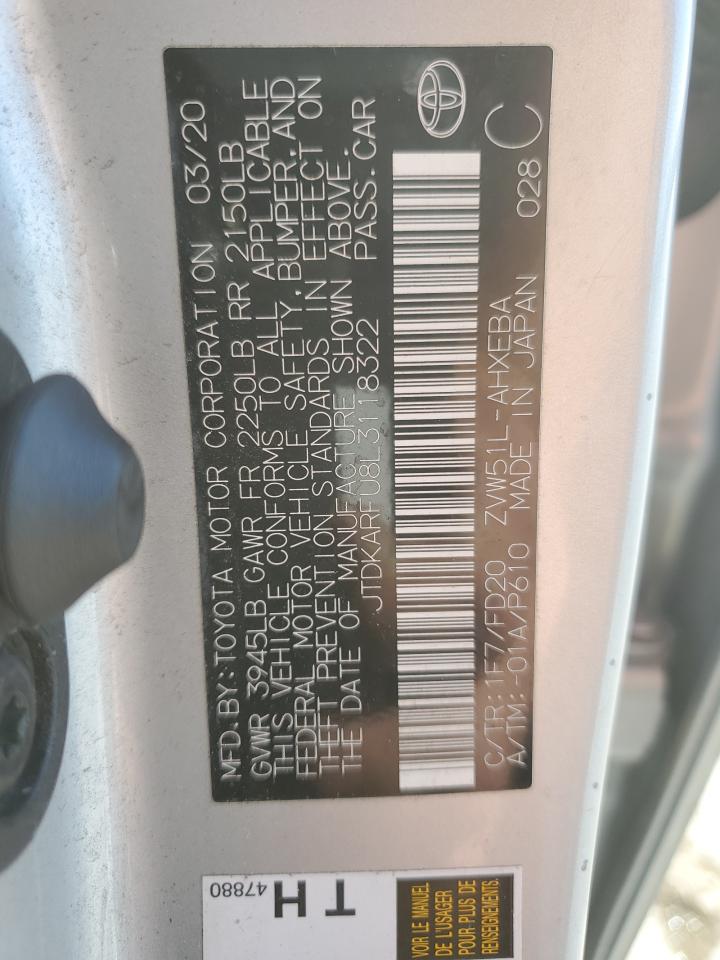 MFD.BY:TOYOTA MOTOR CORPORATION 03/20
GVWR 3945LB GAWR FR 2250LB RR 2150LB
THIS VEHICLE CONFORMS TO ALL APPLICABLE
FEDERAL MOTOR VEHICLE SAFETY, BUMPER, AND
THEFT PREVENTION STANDARDS IN EFFECT ON
THE DATE OF MANUFACTURE SHOWN ABOVE.
JTDKARFU8L3118322 PASS.CAR
C/TR:1F7/FD20 ZVW51L-AHXEBA
A/TM:-01A/P610 MADE IN JAPAN 028 C
TH
47880
VOIR LE MANUEL
DE L'USAGER
POUR PLUS DE
RENSEIGNEMENTS.